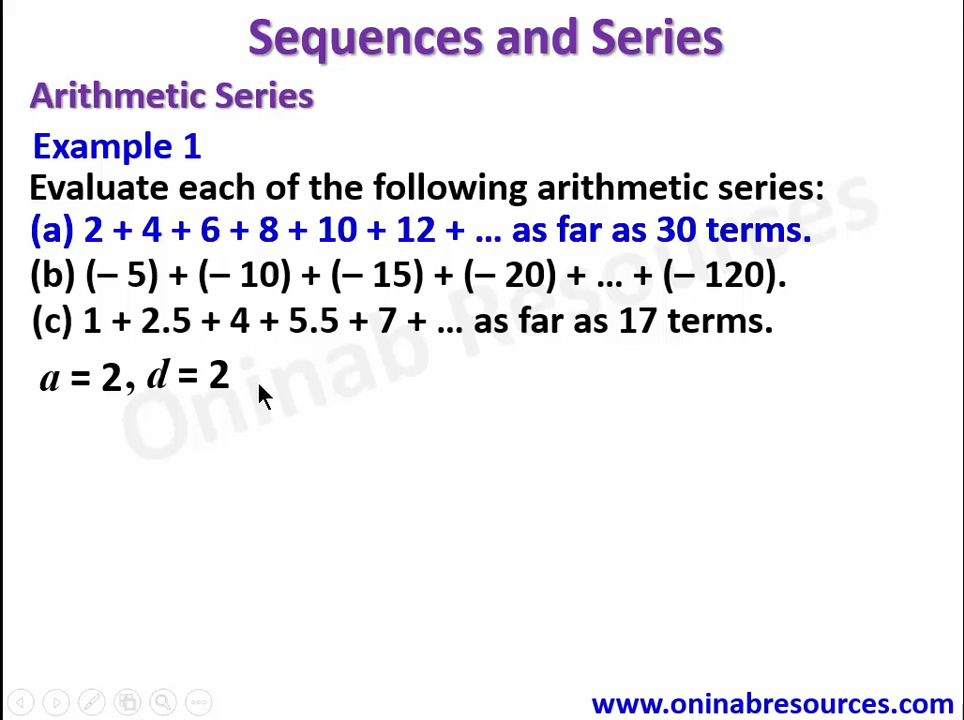 Sequences and Series
Arithmetic Series
Example 1
Evaluate each of the following arithmetic series:
(a) 2 + 4 + 6 + 8 + 10 + 12 + ... as far as 30 terms.
(b) (– 5) + (– 10) + (– 15) + (– 20) + ... + (– 120).
(c) 1 + 2.5 + 4 + 5.5 + 7 + ... as far as 17 terms.
a = 2, d = 2
Oninab Resources
www.oninabresources.com